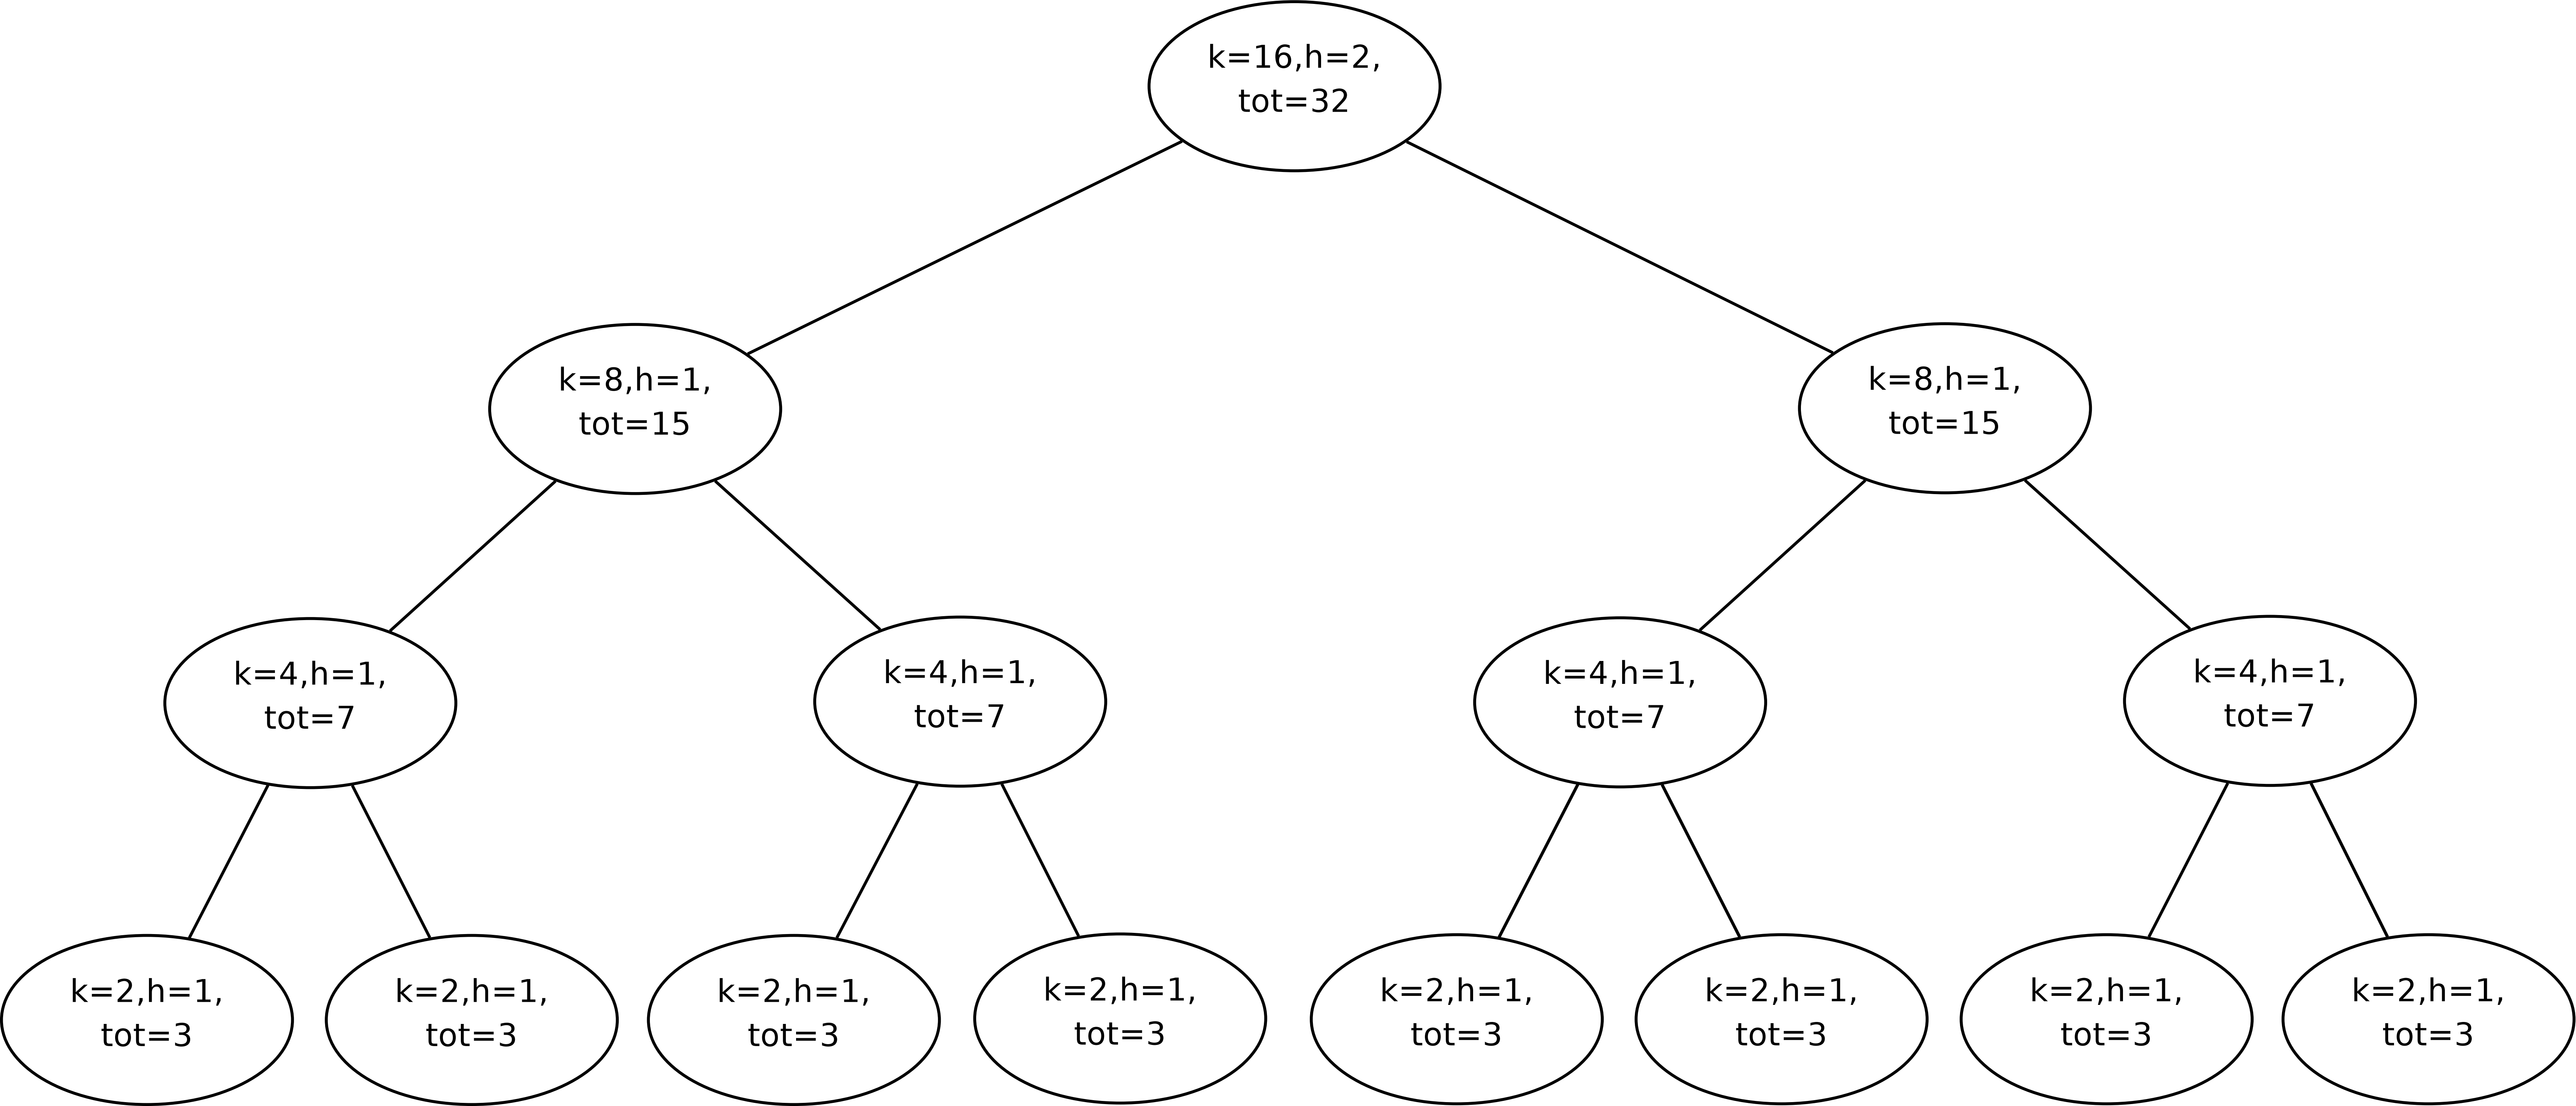 k=16,h=2,
tot=32
k=8,h=1,
tot=15
k=8,h=1,
tot=15
k=4,h=1,
tot=7
k=4,h=1,
tot=7
k=4,h=1,
tot=7
k=4,h=1,
tot=7
k=2,h=1,
tot=3
k=2,h=1,
tot=3
k=2,h=1,
tot=3
k=2,h=1,
tot=3
k=2,h=1,
tot=3
k=2,h=1,
tot=3
k=2,h=1,
tot=3
k=2,h=1,
tot=3